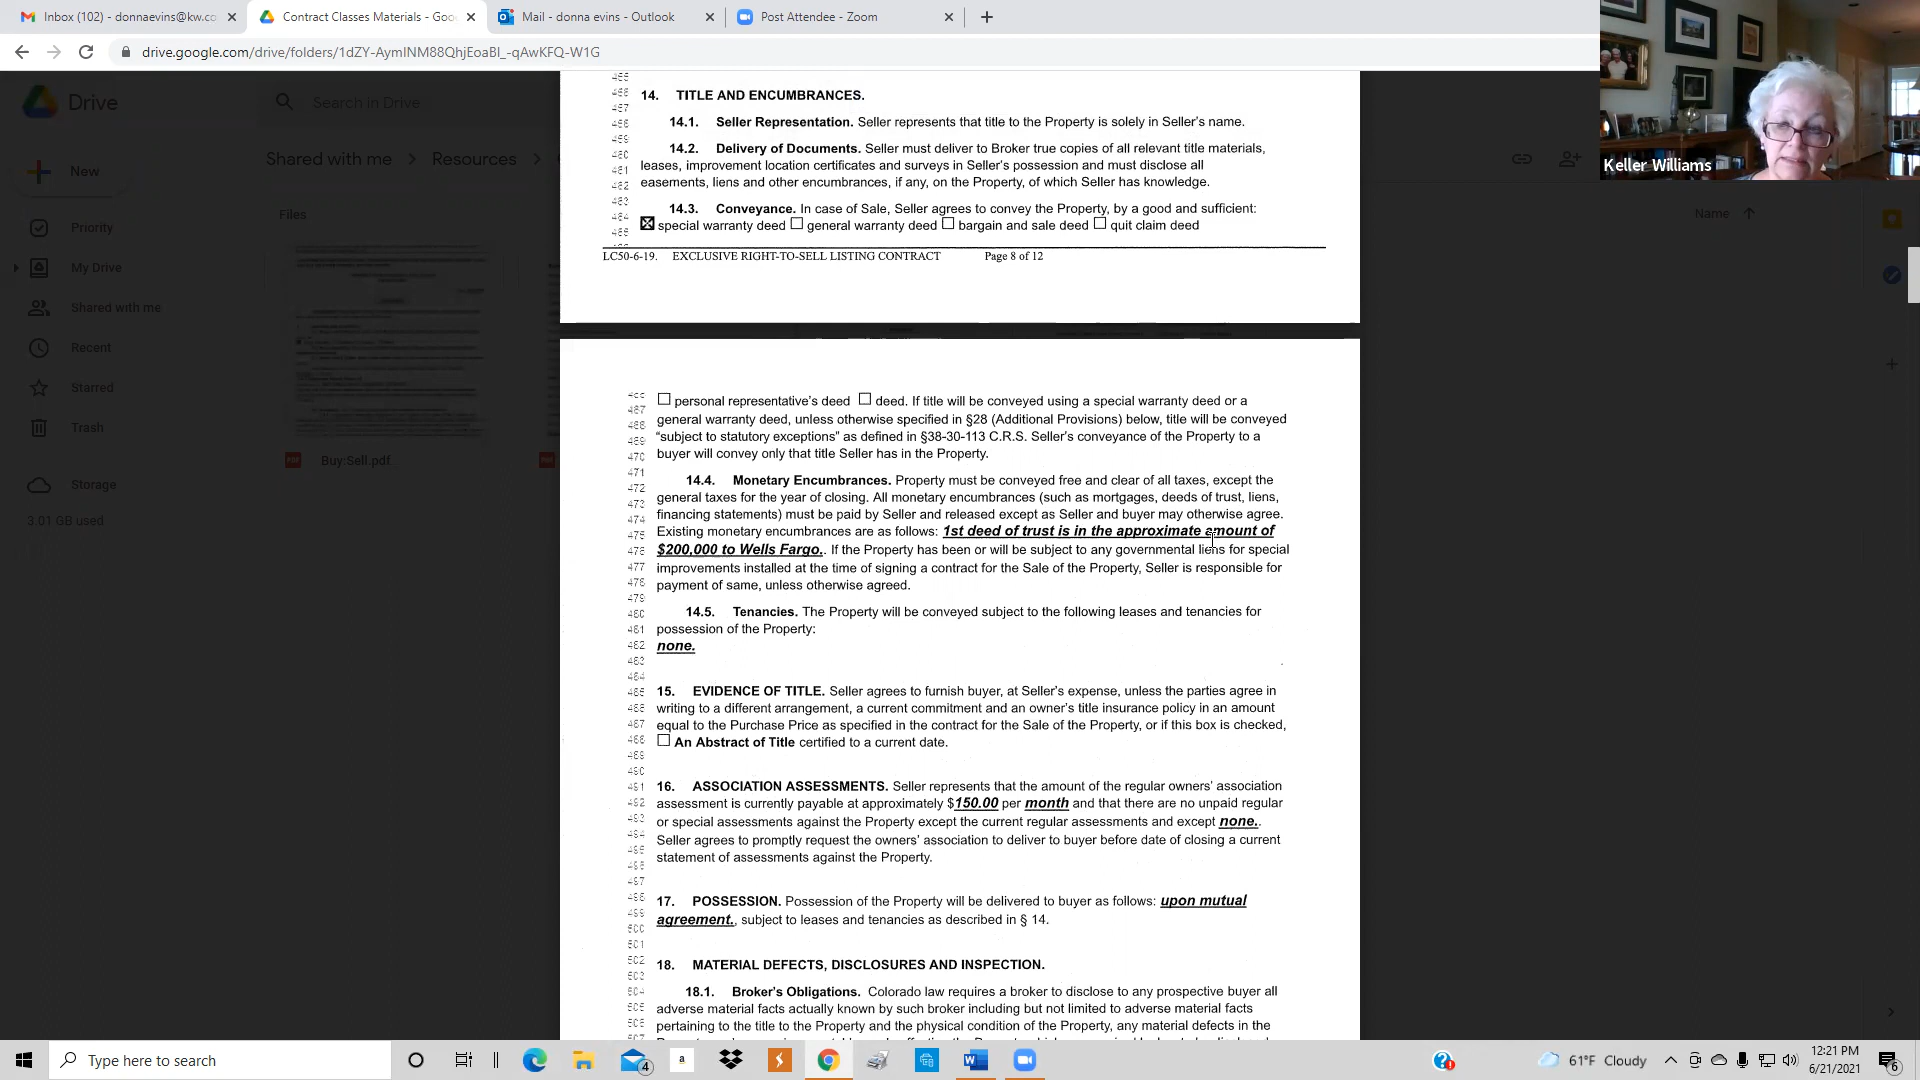 Inbox (102) - donnaevins@kw.co
Contract Classes Materials - Goo
Mail - donna evins - Outlook
Post Attendee - Zoom
drive.google.com/drive/folders/1dZY-AymINM88QhjEoaBI_-qAwKFQ-W1G
Drive
Search in Drive
New
Shared with me
Resources
Priority
My Drive
Shared with me
Recent
Starred
Trash
Storage
3.01 GB used
Files
Name
Buy:Sell.pdf
Keller Williams
14. TITLE AND ENCUMBRANCES.
14.1. Seller Representation. Seller represents that title to the Property is solely in Seller's name.
14.2. Delivery of Documents. Seller must deliver to Broker true copies of all relevant title materials,
leases, improvement location certificates and surveys in Seller's possession and must disclose all
easements, liens and other encumbrances, if any, on the Property, of which Seller has knowledge.
14.3. Conveyance. In case of Sale, Seller agrees to convey the Property, by a good and sufficient:
☒ special warranty deed ☐ general warranty deed ☐ bargain and sale deed ☐ quit claim deed
LC50-6-19. EXCLUSIVE RIGHT-TO-SELL LISTING CONTRACT Page 8 of 12
☐ personal representative's deed ☐ deed. If title will be conveyed using a special warranty deed or a
general warranty deed, unless otherwise specified in §28 (Additional Provisions) below, title will be conveyed
“subject to statutory exceptions” as defined in §38-30-113 C.R.S. Seller's conveyance of the Property to a
buyer will convey only that title Seller has in the Property.
14.4. Monetary Encumbrances. Property must be conveyed free and clear of all taxes, except the
general taxes for the year of closing. All monetary encumbrances (such as mortgages, deeds of trust, liens,
financing statements) must be paid by Seller and released except as Seller and buyer may otherwise agree.
Existing monetary encumbrances are as follows: 1st deed of trust is in the approximate amount of
$200,000 to Wells Fargo.. If the Property has been or will be subject to any governmental liens for special
improvements installed at the time of signing a contract for the Sale of the Property, Seller is responsible for
payment of same, unless otherwise agreed.
14.5. Tenancies. The Property will be conveyed subject to the following leases and tenancies for
possession of the Property:
none.
15. EVIDENCE OF TITLE. Seller agrees to furnish buyer, at Seller's expense, unless the parties agree in
writing to a different arrangement, a current commitment and an owner's title insurance policy in an amount
equal to the Purchase Price as specified in the contract for the Sale of the Property, or if this box is checked,
☐ An Abstract of Title certified to a current date.
16. ASSOCIATION ASSESSMENTS. Seller represents that the amount of the regular owners' association
assessment is currently payable at approximately $150.00 per month and that there are no unpaid regular
or special assessments against the Property except the current regular assessments and except none..
Seller agrees to promptly request the owners' association to deliver to buyer before date of closing a current
statement of assessments against the Property.
17. POSSESSION. Possession of the Property will be delivered to buyer as follows: upon mutual
agreement., subject to leases and tenancies as described in § 14.
18. MATERIAL DEFECTS, DISCLOSURES AND INSPECTION.
18.1. Broker's Obligations. Colorado law requires a broker to disclose to any prospective buyer all
adverse material facts actually known by such broker including but not limited to adverse material facts
pertaining to the title to the Property and the physical condition of the Property, any material defects in the
Type here to search
4
a
61°F Cloudy
12:21 PM
6/21/2021
6